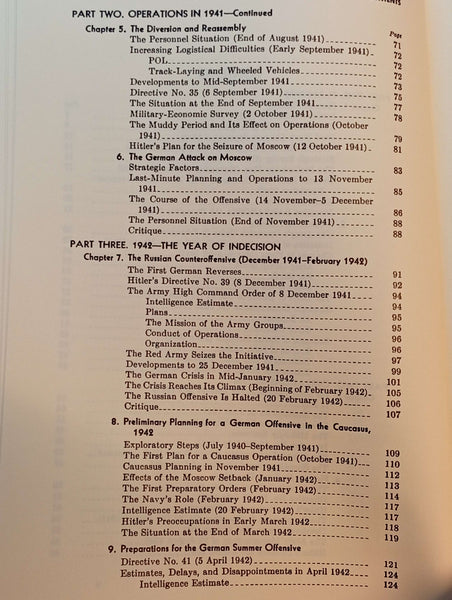 NTENTS
PART TWO. OPERATIONS IN 1941—Continued
Chapter 5. The Diversion and Reassembly
Page
The Personnel Situation (End of August 1941) 71
Increasing Logistical Difficulties (Early September 1941) 72
POL 72
Track-Laying and Wheeled Vehicles 72
Developments to Mid-September 1941 73
Directive No. 35 (6 September 1941) 75
The Situation at the End of September 1941 77
Military-Economic Survey (2 October 1941) 78
The Muddy Period and Its Effect on Operations (October
1941) 79
Hitler's Plan for the Seizure of Moscow (12 October 1941) 81
6. The German Attack on Moscow
Strategic Factors 83
Last-Minute Planning and Operations to 13 November
1941 85
The Course of the Offensive (14 November–5 December
1941) 86
The Personnel Situation (End of November 1941) 88
Critique 88
PART THREE. 1942—THE YEAR OF INDECISION
Chapter 7. The Russian Counteroffensive (December 1941–February 1942)
The First German Reverses 91
Hitler's Directive No. 39 (8 December 1941) 92
The Army High Command Order of 8 December 1941 94
Intelligence Estimate 94
Plans 95
The Mission of the Army Groups 95
Conduct of Operations 96
Organization 96
The Red Army Seizes the Initiative 97
Developments to 25 December 1941 99
The German Crisis in Mid-January 1942 101
The Crisis Reaches Its Climax (Beginning of February 1942) 105
The Russian Offensive Is Halted (20 February 1942) 106
Critique 107
8. Preliminary Planning for a German Offensive in the Caucasus,
1942
Exploratory Steps (July 1940–September 1941) 109
The First Plan for a Caucasus Operation (October 1941) 110
Caucasus Planning in November 1941 110
Effects of the Moscow Setback (January 1942) 112
The First Preparatory Orders (February 1942) 113
The Navy's Role (February 1942) 114
Intelligence Estimate (20 February 1942) 117
Hitler's Preoccupations in Early March 1942 118
The Situation at the End of March 1942 119
9. Preparations for the German Summer Offensive
Directive No. 41 (5 April 1942) 121
Estimates, Delays, and Disappointments in April 1942 124
Intelligence Estimate 124